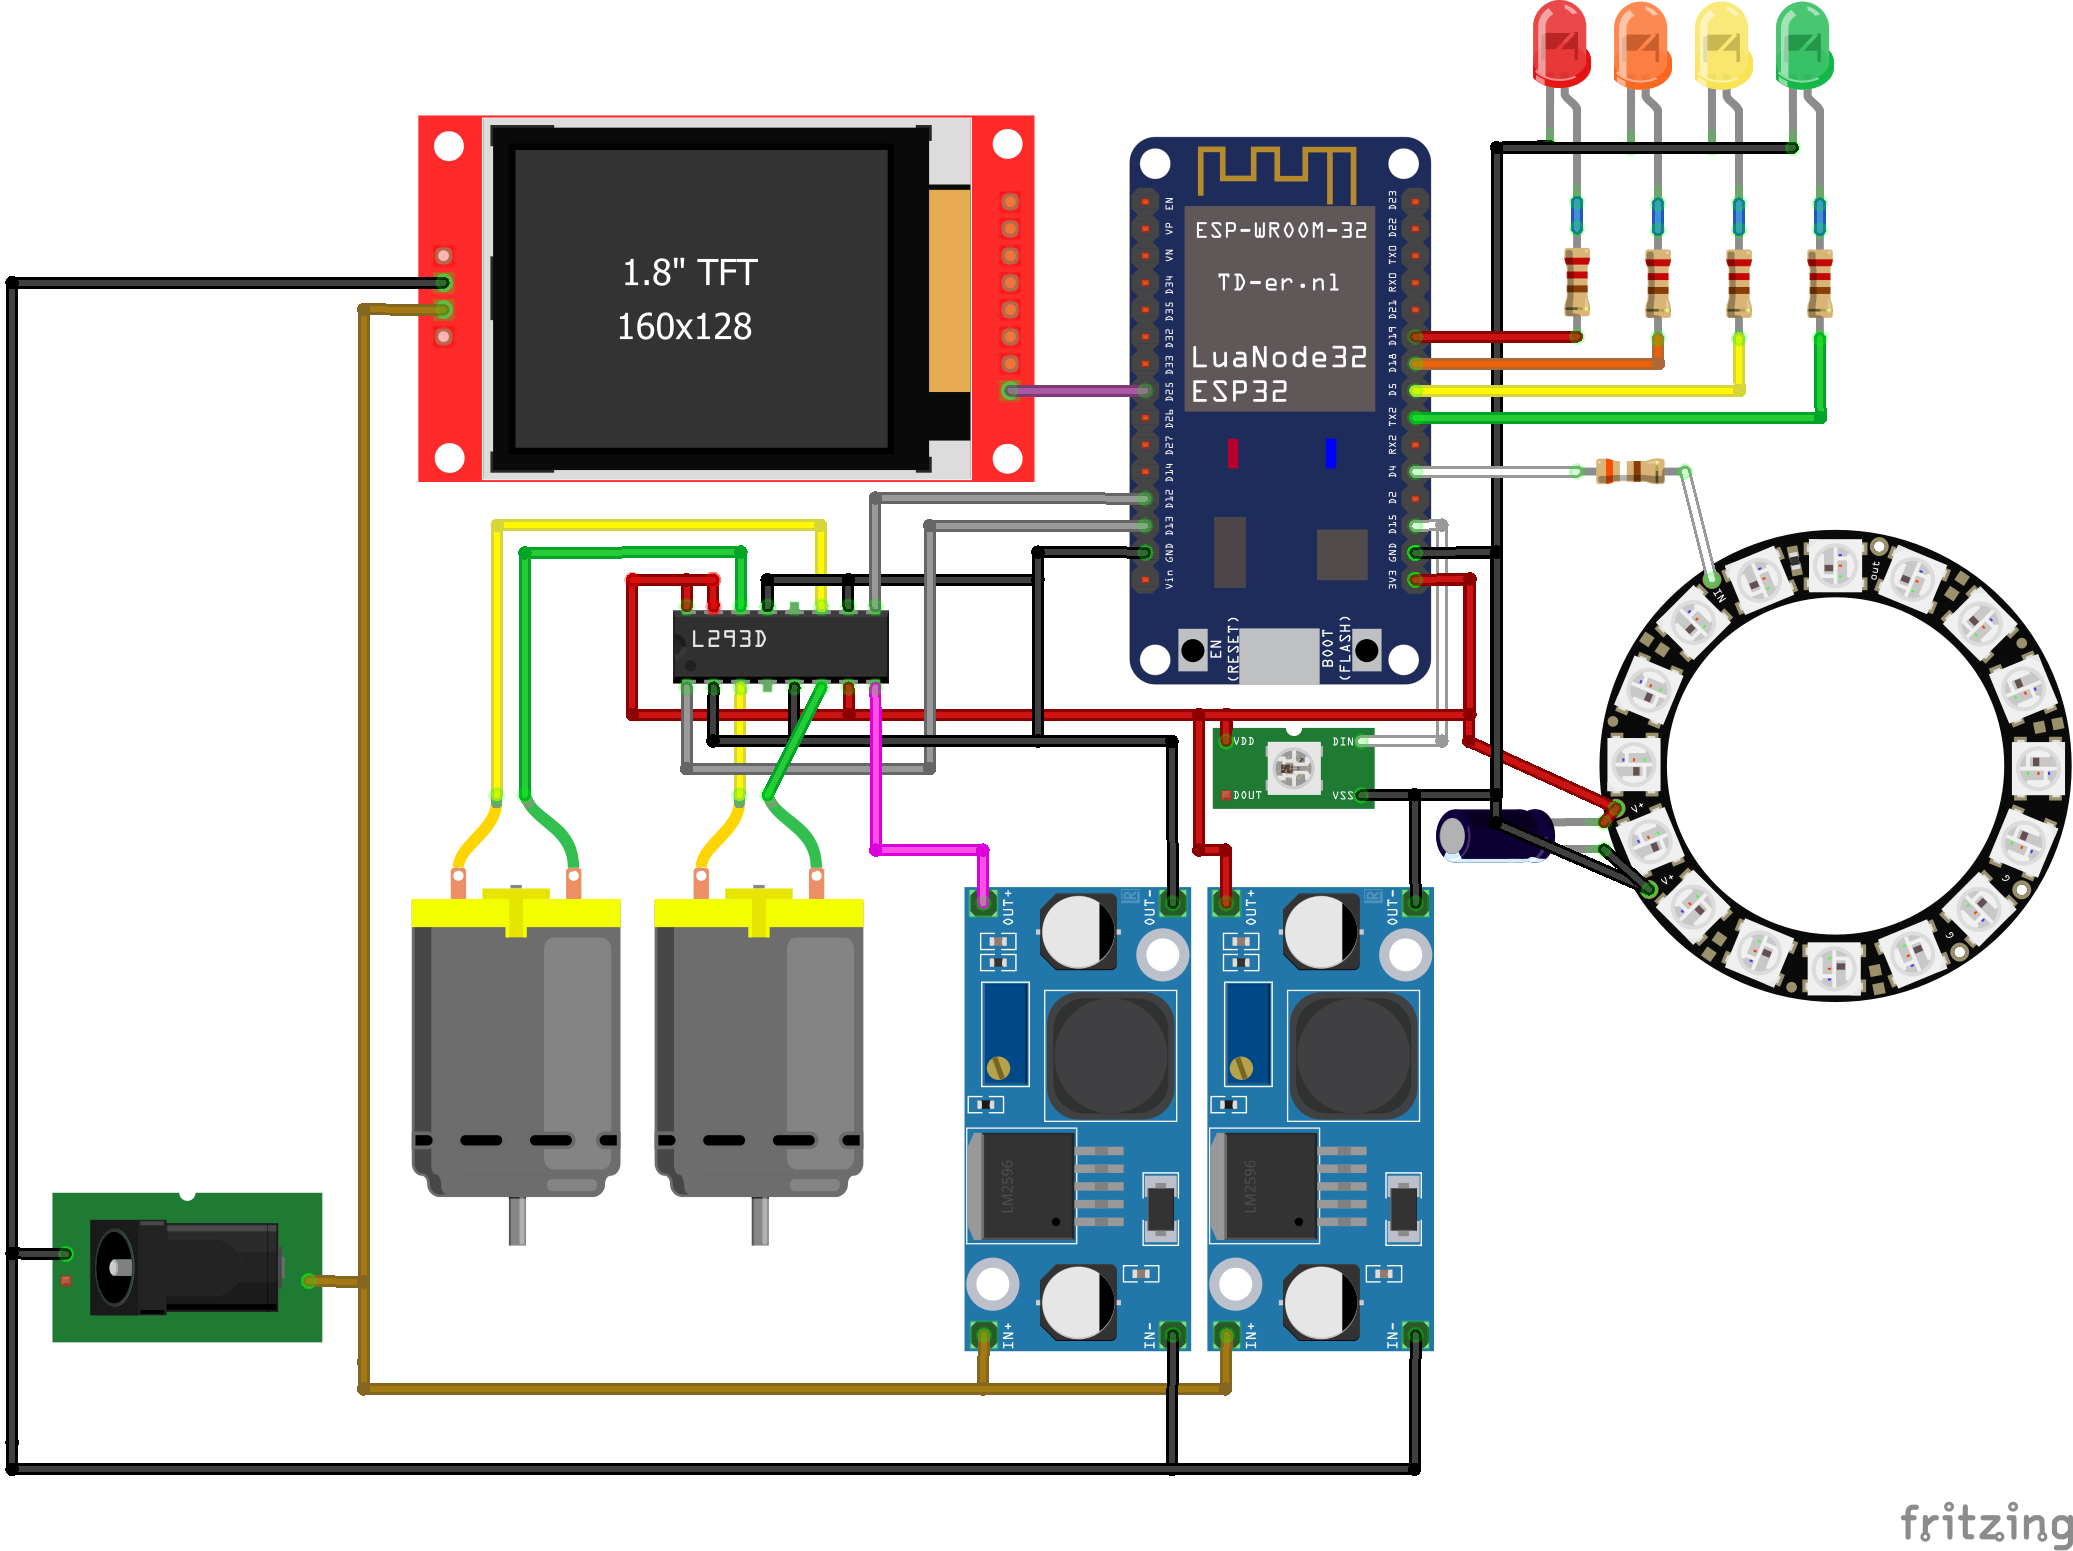 1.8" TFT
160x128
ESP-WROOM-32
TD-er.nl
LuaNode32
ESP32
EN
VP
VN
D34
D35
D32
D33
D25
D26
D27
D14
D12
D13
GND
Vin
D23
D22
TX0
RX0
D21
D19
D18
D5
TX2
RX2
D4
D2
D15
GND
3V3
EN
(RESET)
BOOT
(FLASH)
L293D
VDD
DIN
DOUT
VSS
IN
out
V+
V+
G
G
OUT+
OUT-
R
LM2596
IN+
IN-
OUT+
OUT-
R
LM2596
IN+
IN-
fritzing